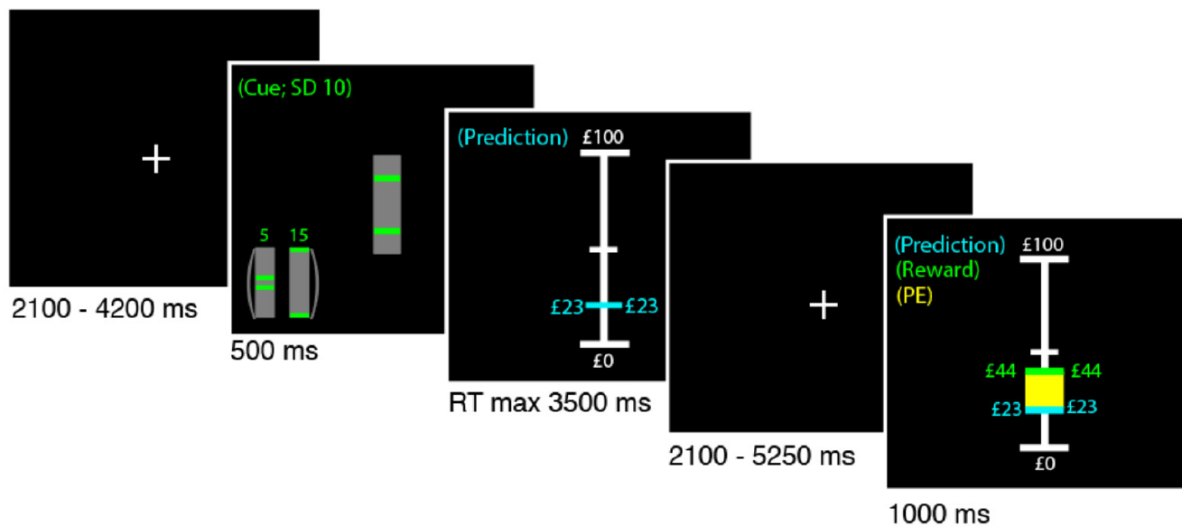 2100 - 4200 ms
(Cue; SD 10)
5 15
500 ms
(Prediction) £100
£23 £23
£0
RT max 3500 ms
2100 - 5250 ms
(Prediction) £100
(Reward)
(PE)
£44 £44
£23 £23
£0
1000 ms